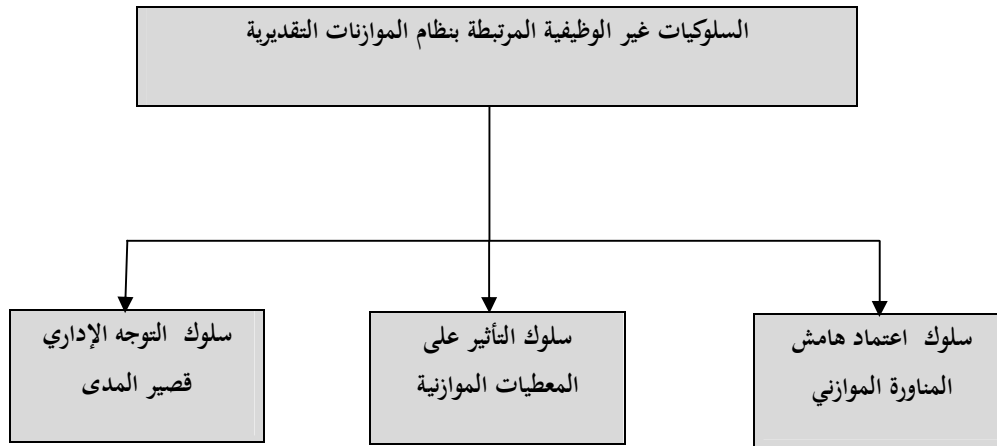 السلوكيات غير الوظيفية المرتبطة بنظام الموازنات التقديرية
سلوك اعتماد هامش
المناورة الموازني
سلوك التأثير على
المعطيات الموازنية
سلوك التوجه الإداري
قصير المدى